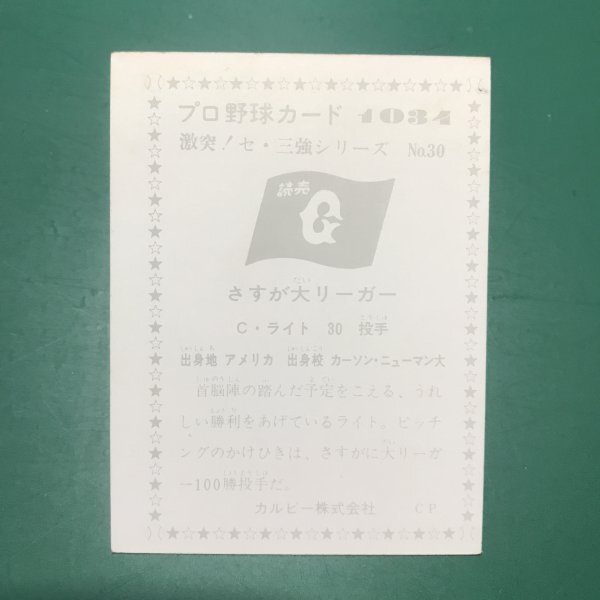 プロ野球カード 1034
激突!セ・三強シリーズ No.30
読売
G
さすが大リーガー
C・ライト 30 投手
出身地 アメリカ 出身校 カーソン・ニューマン大
首脳陣の踏んだ予定をこえる、うれ
しい勝利をあげているライト。ピッチ
ングのかけひきは、さすがに大リーガ
ー100勝投手だ。
カルビー株式会社 CP